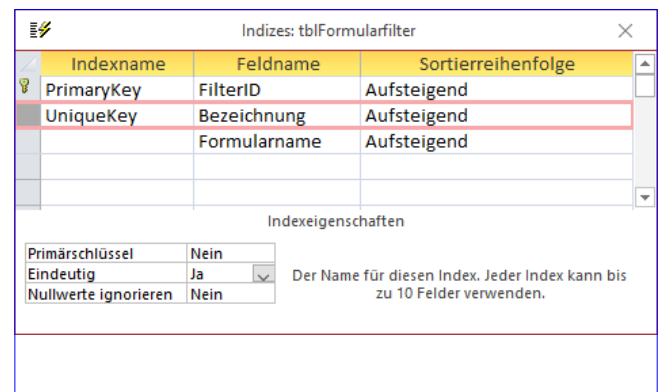 Indizes: tblFormularfilter
Indexname Feldname Sortierreihenfolge
PrimaryKey FilterID Aufsteigend
UniqueKey Bezeichnung Aufsteigend
Formularname Aufsteigend
Indexeigenschaften
Primärschlüssel Nein
Eindeutig Ja
Nullwerte ignorieren Nein
Der Name für diesen Index. Jeder Index kann bis
zu 10 Felder verwenden.